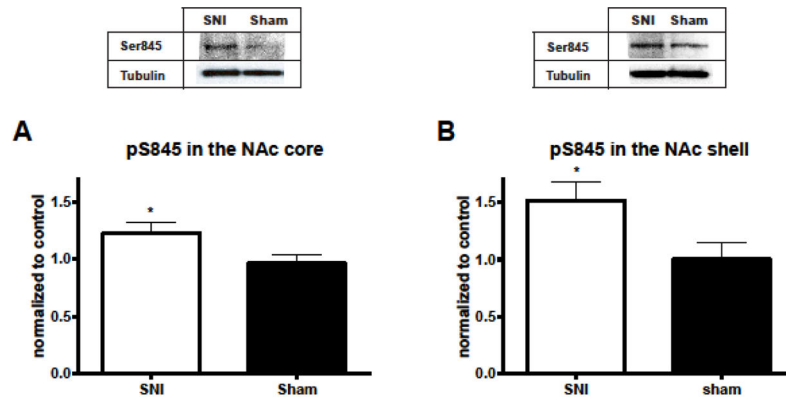 SNI Sham
Ser845
Tubulin
SNI Sham
Ser845
Tubulin
A
pS845 in the NAc core
normalized to control
1.5
1.0
0.5
0.0
*
SNI
Sham
B
pS845 in the NAc shell
normalized to control
1.5
1.0
0.5
0.0
*
SNI
sham